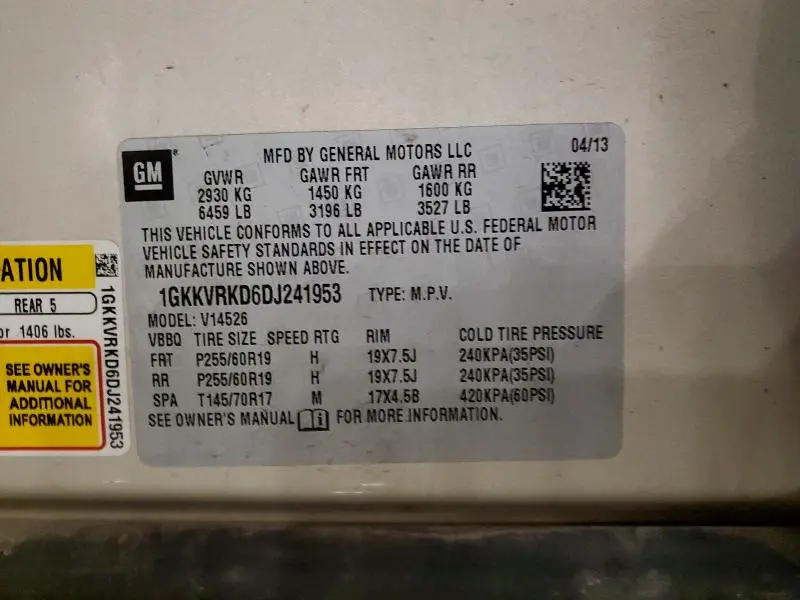 GM
MFD BY GENERAL MOTORS LLC 04/13
GVWR GAWR FRT GAWR RR
2930 KG 1450 KG 1600 KG
6459 LB 3196 LB 3527 LB
THIS VEHICLE CONFORMS TO ALL APPLICABLE U.S. FEDERAL MOTOR
VEHICLE SAFETY STANDARDS IN EFFECT ON THE DATE OF
MANUFACTURE SHOWN ABOVE.
1GKKVRKD6DJ241953 TYPE: M.P.V.
MODEL: V14526
VBBQ TIRE SIZE SPEED RTG RIM COLD TIRE PRESSURE
FRT P255/60R19 H 19X7.5J 240KPA(35PSI)
RR P255/60R19 H 19X7.5J 240KPA(35PSI)
SPA T145/70R17 M 17X4.5B 420KPA(60PSI)
SEE OWNER'S MANUAL FOR MORE INFORMATION.
ATION
REAR 5
or 1406 lbs.
SEE OWNER'S
MANUAL FOR
ADDITIONAL
INFORMATION
1GKKVRKD6DJ241953